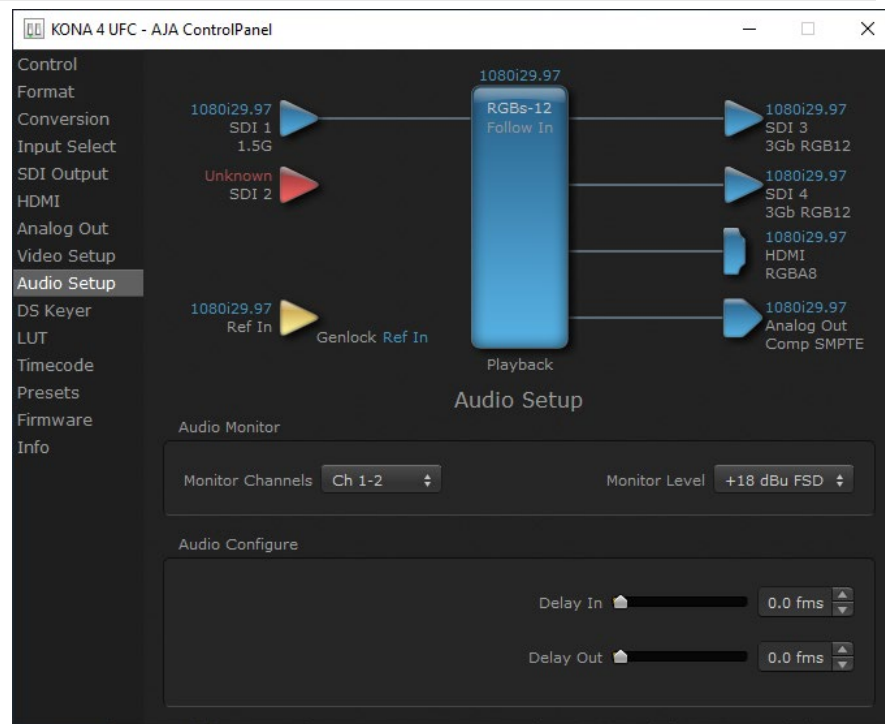 KONA 4 UFC - AJA ControlPanel
Control
Format
Conversion
Input Select
SDI Output
HDMI
Analog Out
Video Setup
Audio Setup
DS Keyer
LUT
Timecode
Presets
Firmware
Info
1080i29.97
RGBs-12
Follow In
Playback
1080i29.97
SDI 1
1.5G
Unknown
SDI 2
1080i29.97
Ref In
Genlock Ref In
1080i29.97
SDI 3
3Gb RGB12
1080i29.97
SDI 4
3Gb RGB12
1080i29.97
HDMI
RGBA8
1080i29.97
Analog Out
Comp SMPTE
Audio Setup
Audio Monitor
Monitor Channels Ch 1-2 Monitor Level +18 dBu FSD
Audio Configure
Delay In 0.0 fms
Delay Out 0.0 fms